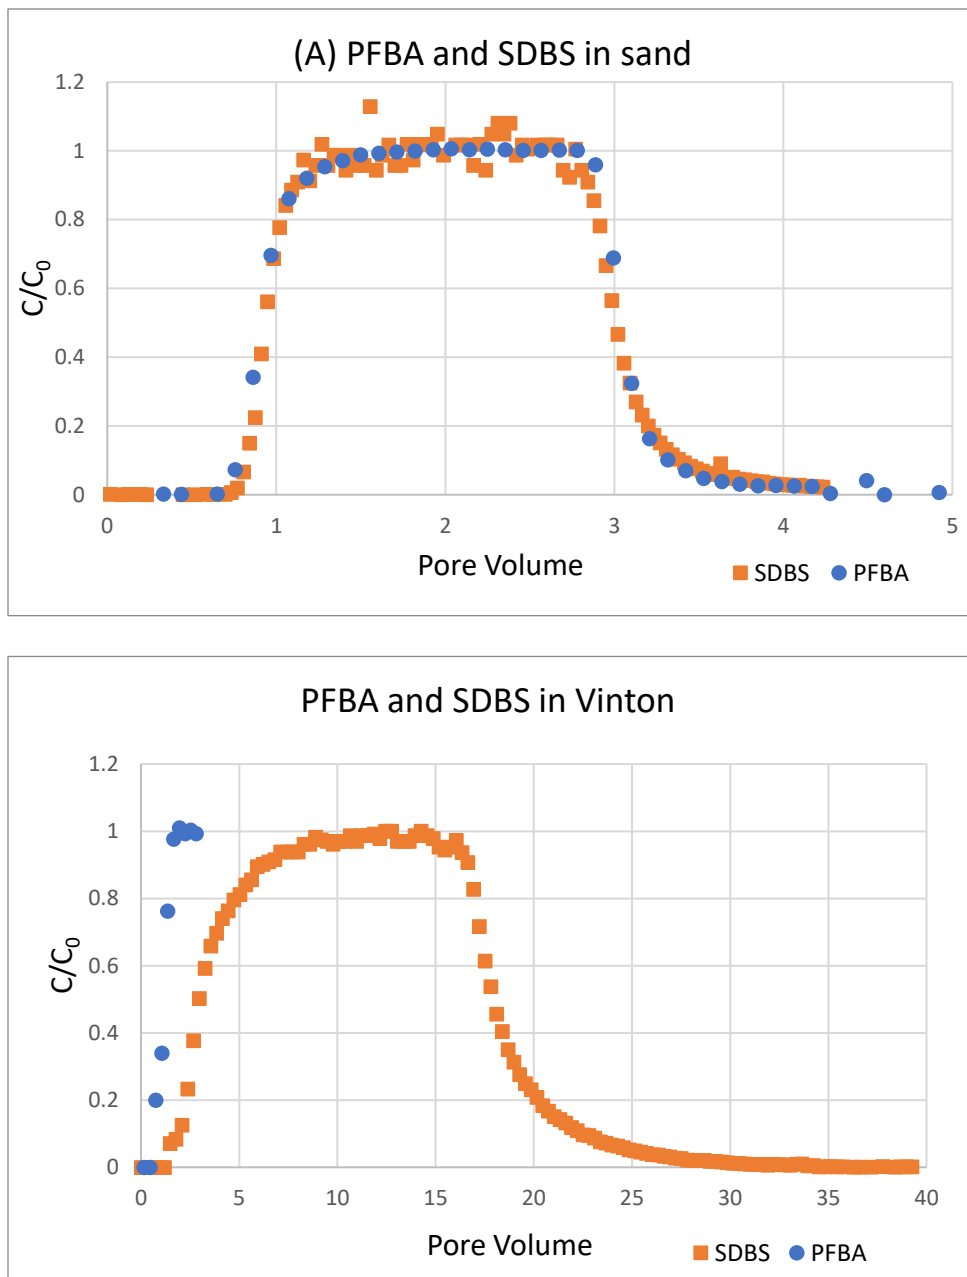 (A) PFBA and SDBS in sand
1.2
1
0.8
0.6
0.4
0.2
0
C/C₀
0 1 2 3 4 5
Pore Volume
SDBS PFBA
PFBA and SDBS in Vinton
1.2
1
0.8
0.6
0.4
0.2
0
C/C₀
0 5 10 15 20 25 30 35 40
Pore Volume
SDBS PFBA